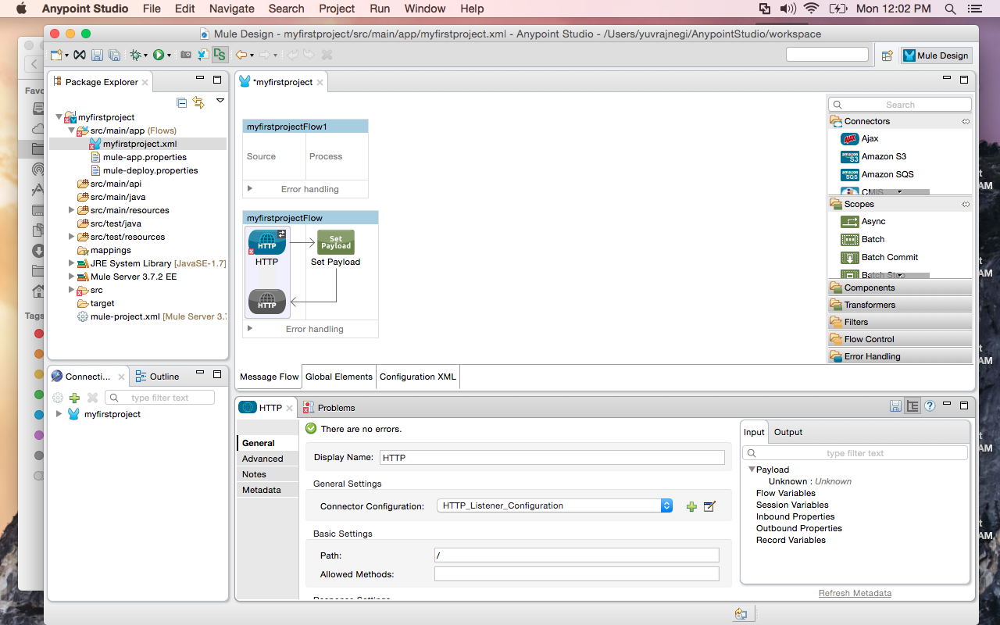 Anypoint Studio File Edit Navigate Search Project Run Window Help Mon 12:02 PM
Mule Design - myfirstproject/src/main/app/myfirstproject.xml - Anypoint Studio - /Users/yuvrajnegi/AnypointStudio/workspace
Mule Design
Favo
Tags
Package Explorer
myfirstproject
src/main/app (Flows)
myfirstproject.xml
mule-app.properties
mule-deploy.properties
src/main/api
src/main/java
src/main/resources
src/test/java
src/test/resources
mappings
JRE System Library [JavaSE-1.7]
Mule Server 3.7.2 EE
src
target
mule-project.xml [Mule Server 3.
Connecti...
Outline
type filter text
myfirstproject
*myfirstproject
myfirstprojectFlow1
Source Process
Error handling
myfirstprojectFlow
HTTP
Set Payload
HTTP
Set Payload
HTTP
Error handling
Message Flow Global Elements Configuration XML
Search
Connectors
Ajax
Amazon S3
Amazon SQS
CMIS
Scopes
Async
Batch
Batch Commit
Batch Step
Components
Transformers
Filters
Flow Control
Error Handling
HTTP
Problems
There are no errors.
General
Advanced
Notes
Metadata
Display Name: HTTP
General Settings
Connector Configuration: HTTP_Listener_Configuration
Basic Settings
Path: /
Allowed Methods:
Response Settings
Input Output
type filter text
Payload
Unknown : Unknown
Flow Variables
Session Variables
Inbound Properties
Outbound Properties
Record Variables
Refresh Metadata